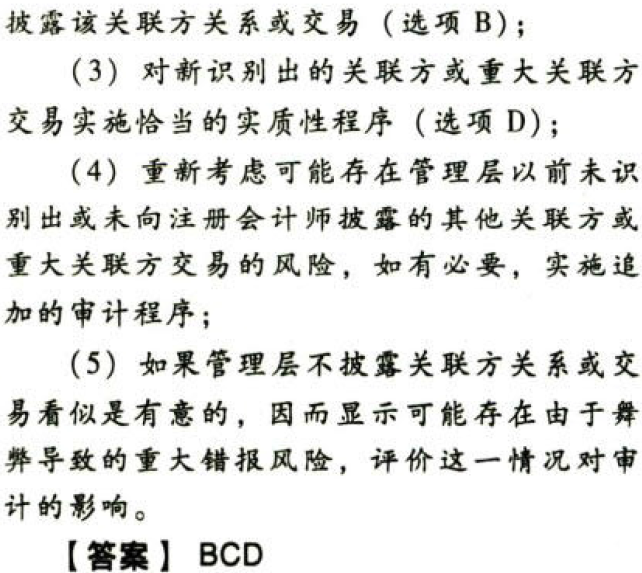 披露该关联方关系或交易（选项 B）；
（3）对新识别出的关联方或重大关联方
交易实施恰当的实质性程序（选项 D）；
（4）重新考虑可能存在管理层以前未识
别出或未向注册会计师披露的其他关联方或
重大关联方交易的风险，如有必要，实施追
加的审计程序；
（5）如果管理层不披露关联方关系或交
易看似是有意的，因而显示可能存在由于舞
弊导致的重大错报风险，评价这一情况对审
计的影响。
【答案】 BCD